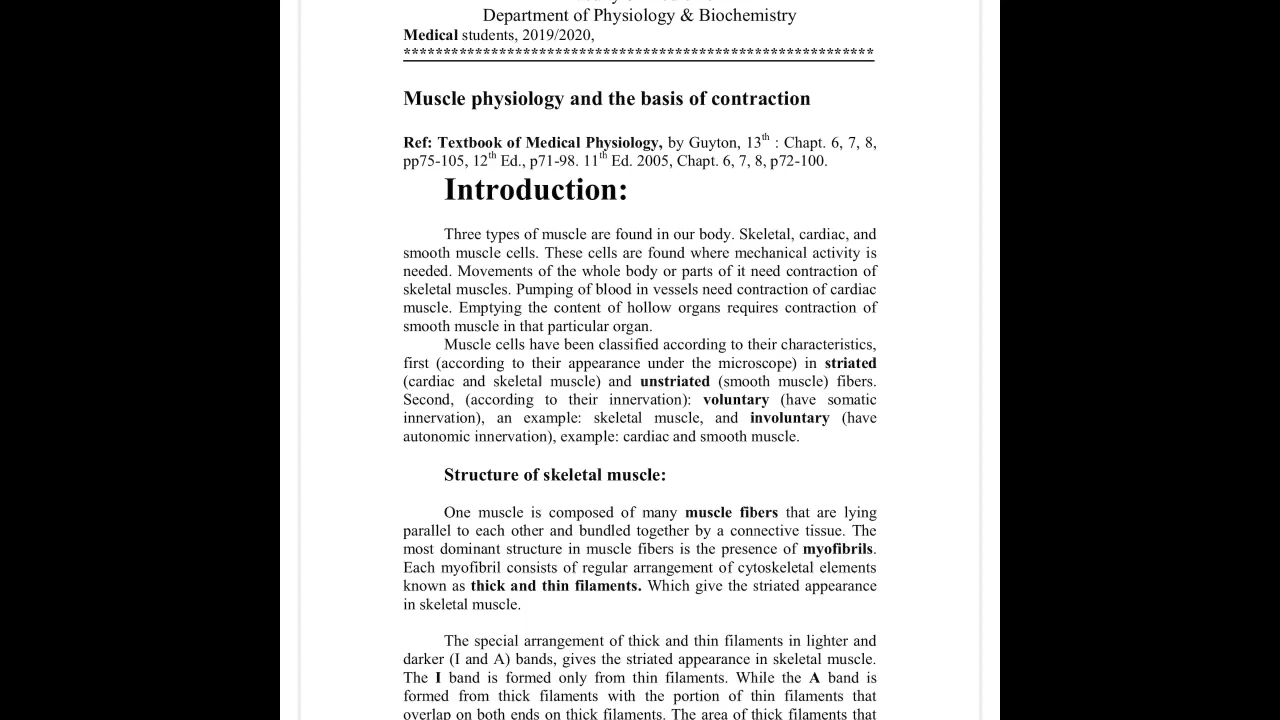 Department of Physiology & Biochemistry
Medical students, 2019/2020,
***********************************************************
Muscle physiology and the basis of contraction
Ref: Textbook of Medical Physiology, by Guyton, 13th : Chapt. 6, 7, 8,
pp75-105, 12th Ed., p71-98. 11th Ed. 2005, Chapt. 6, 7, 8, p72-100.
Introduction:
Three types of muscle are found in our body. Skeletal, cardiac, and
smooth muscle cells. These cells are found where mechanical activity is
needed. Movements of the whole body or parts of it need contraction of
skeletal muscles. Pumping of blood in vessels need contraction of cardiac
muscle. Emptying the content of hollow organs requires contraction of
smooth muscle in that particular organ.
Muscle cells have been classified according to their characteristics,
first (according to their appearance under the microscope) in striated
(cardiac and skeletal muscle) and unstriated (smooth muscle) fibers.
Second, (according to their innervation): voluntary (have somatic
innervation), an example: skeletal muscle, and involuntary (have
autonomic innervation), example: cardiac and smooth muscle.
Structure of skeletal muscle:
One muscle is composed of many muscle fibers that are lying
parallel to each other and bundled together by a connective tissue. The
most dominant structure in muscle fibers is the presence of myofibrils.
Each myofibril consists of regular arrangement of cytoskeletal elements
known as thick and thin filaments. Which give the striated appearance
in skeletal muscle.
The special arrangement of thick and thin filaments in lighter and
darker (I and A) bands, gives the striated appearance in skeletal muscle.
The I band is formed only from thin filaments. While the A band is
formed from thick filaments with the portion of thin filaments that
overlap on both ends on thick filaments. The area of thick filaments that